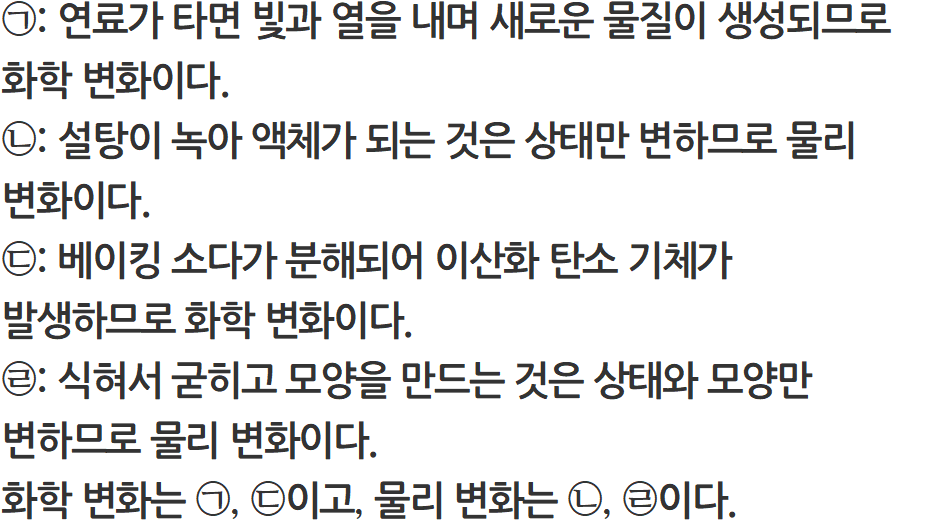 ㉠: 연료가 타면 빛과 열을 내며 새로운 물질이 생성되므로
화학 변화이다.
㉡: 설탕이 녹아 액체가 되는 것은 상태만 변하므로 물리
변화이다.
㉢: 베이킹 소다가 분해되어 이산화 탄소 기체가
발생하므로 화학 변화이다.
㉣: 식혀서 굳히고 모양을 만드는 것은 상태와 모양만
변하므로 물리 변화이다.
화학 변화는 ㉠, ㉢이고, 물리 변화는 ㉡, ㉣이다.